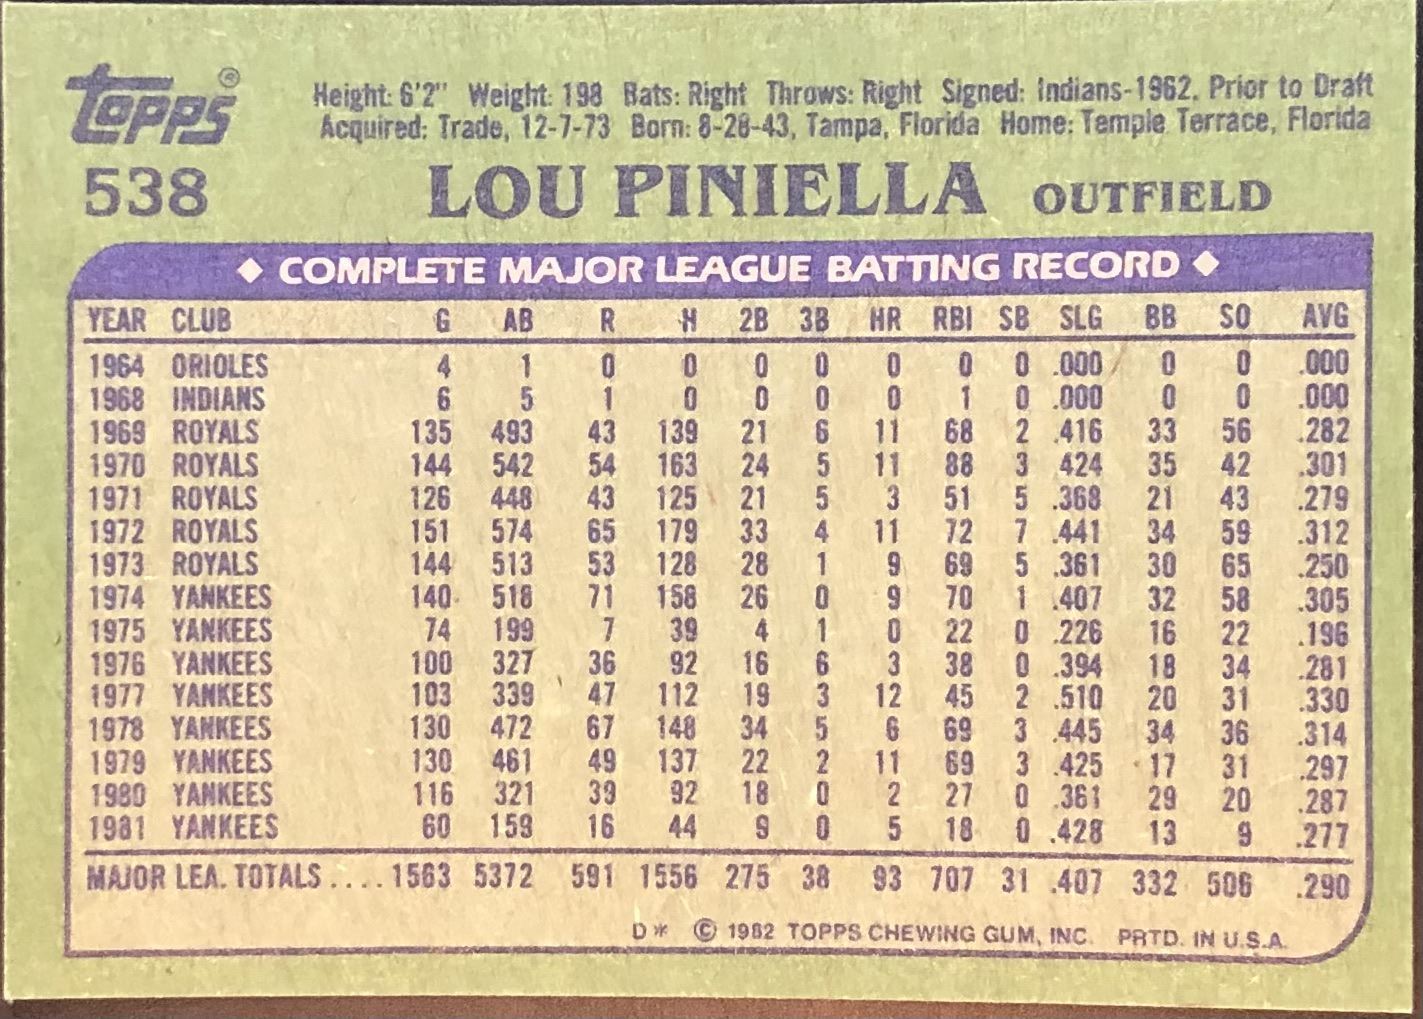 Topps®
538
Height: 6'2" Weight: 198 Bats: Right Throws: Right Signed: Indians-1962, Prior to Draft
Acquired: Trade, 12-7-73 Born: 8-28-43, Tampa, Florida Home: Temple Terrace, Florida
LOU PINIELLA OUTFIELD
◆ COMPLETE MAJOR LEAGUE BATTING RECORD ◆
YEAR CLUB G AB R H 2B 3B HR RBI SB SLG BB SO AVG
1964 ORIOLES 4 1 0 0 0 0 0 0 0 .000 0 0 .000
1968 INDIANS 6 5 1 0 0 0 0 1 0 .000 0 0 .000
1969 ROYALS 135 493 43 139 21 6 11 68 2 .416 33 56 .282
1970 ROYALS 144 542 54 163 24 5 11 88 3 .424 35 42 .301
1971 ROYALS 126 448 43 125 21 5 3 51 5 .368 21 43 .279
1972 ROYALS 151 574 65 179 33 4 11 72 7 .441 34 59 .312
1973 ROYALS 144 513 53 128 28 1 9 69 5 .361 30 65 .250
1974 YANKEES 140 518 71 158 26 0 9 70 1 .407 32 58 .305
1975 YANKEES 74 199 7 39 4 1 0 22 0 .226 16 22 .196
1976 YANKEES 100 327 36 92 16 6 3 38 0 .394 18 34 .281
1977 YANKEES 103 339 47 112 19 3 12 45 2 .510 20 31 .330
1978 YANKEES 130 472 67 148 34 5 6 69 3 .445 34 36 .314
1979 YANKEES 130 461 49 137 22 2 11 69 3 .425 17 31 .297
1980 YANKEES 116 321 39 92 18 0 2 27 0 .361 29 20 .287
1981 YANKEES 60 159 16 44 9 0 5 18 0 .428 13 9 .277
MAJOR LEA. TOTALS .... 1563 5372 591 1556 275 38 93 707 31 .407 332 506 .290
D* © 1982 TOPPS CHEWING GUM, INC. PRTD. IN U.S.A.